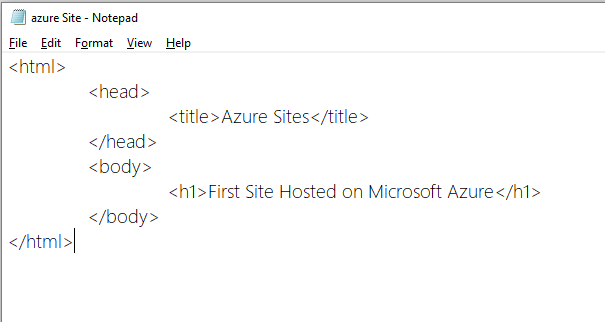 azure Site - Notepad
File Edit Format View Help
<html>
<head>
<title>Azure Sites</title>
</head>
<body>
<h1>First Site Hosted on Microsoft Azure</h1>
</body>
</html>